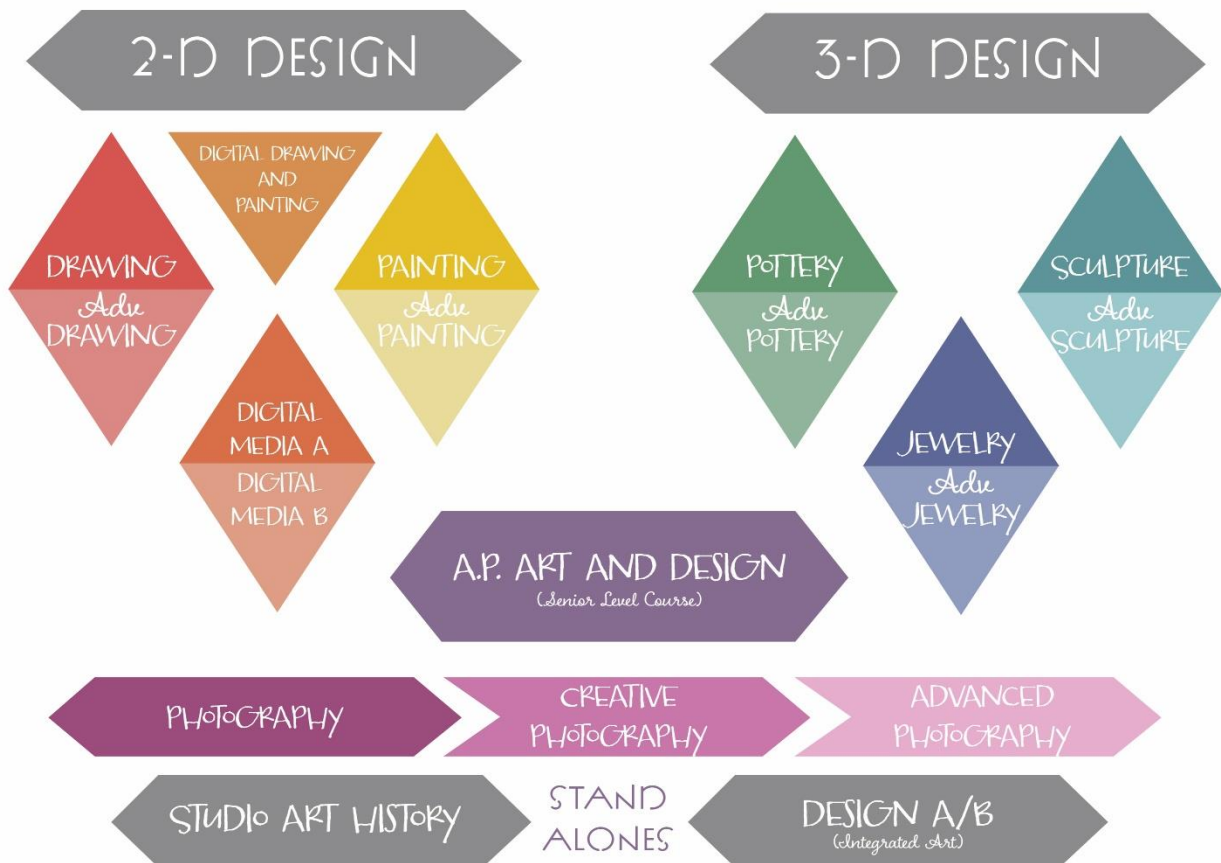 2-D DESIGN
3-D DESIGN
DIGITAL DRAWING
AND
PAINTING
DRAWING
Adv
DRAWING
PAINTING
Adv
PAINTING
DIGITAL
MEDIA A
DIGITAL
MEDIA B
POTTERY
Adv
POTTERY
SCULPTURE
Adv
SCULPTURE
JEWELRY
Adv
JEWELRY
A.P. ART AND DESIGN
(Senior Level Course)
PHOTOGRAPHY
CREATIVE
PHOTOGRAPHY
ADVANCED
PHOTOGRAPHY
STUDIO ART HISTORY
STAND
ALONES
DESIGN A/B
(Integrated Art)